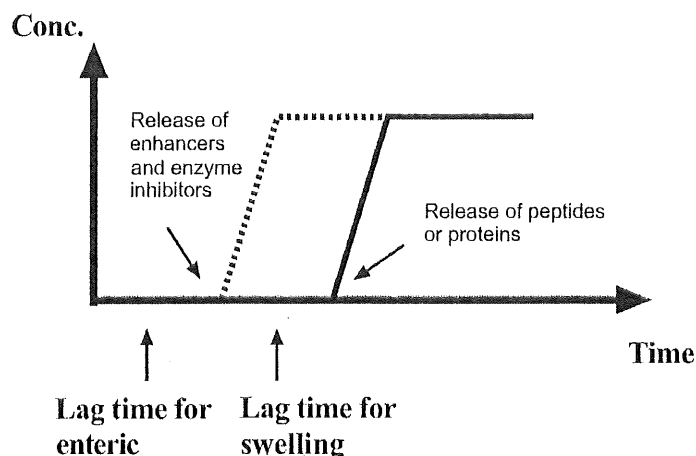 Conc.
Release of
enhancers
and enzyme
inhibitors
Release of peptides
or proteins
Time
Lag time for
enteric
Lag time for
swelling